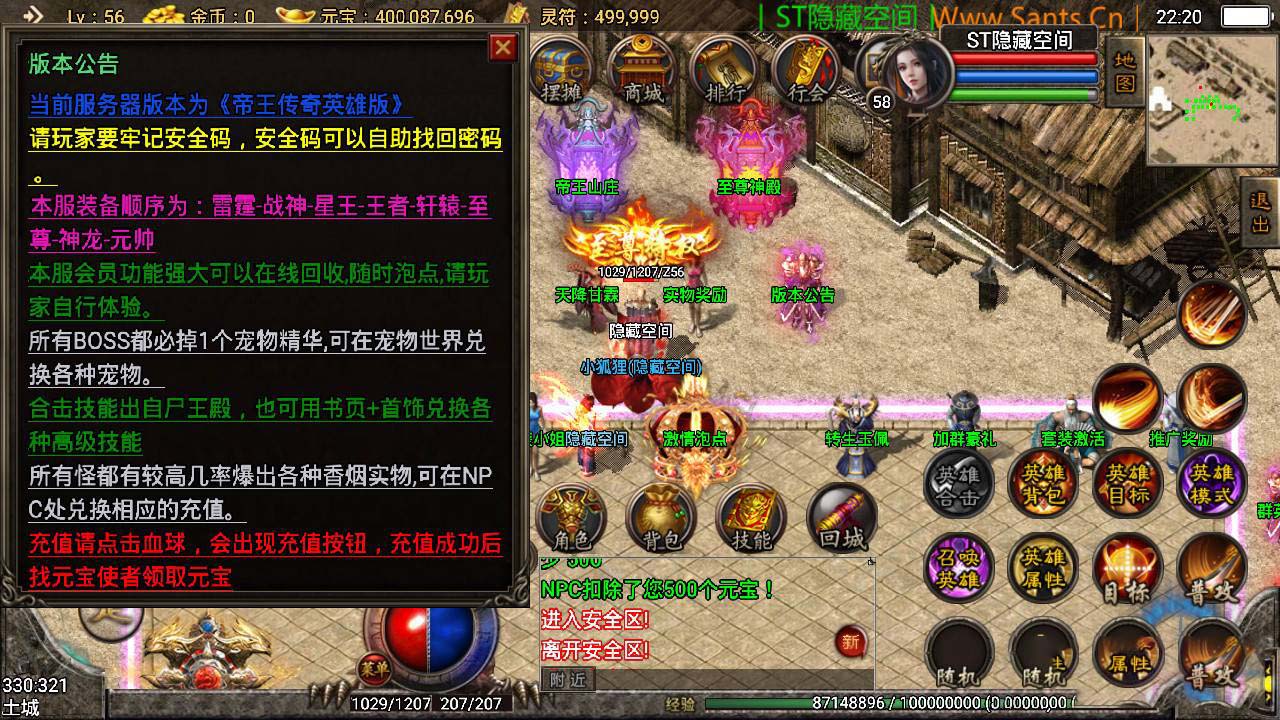 Lv : 56 金币 : 0 元宝 : 400,087,696 灵符 : 499,999
| ST隐藏空间 |Www.Sants.Cn |
22:20
版本公告
当前服务器版本为《帝王传奇英雄版》
请玩家要牢记安全码，安全码可以自助找回密码
。
本服装备顺序为：雷霆-战神-星王-王者-轩辕-至
尊-神龙-元帅
本服会员功能强大可以在线回收,随时泡点,请玩
家自行体验。
所有BOSS都必掉1个宠物精华,可在宠物世界兑
换各种宠物。
合击技能出自尸王殿，也可用书页+首饰兑换各
种高级技能
所有怪都有较高几率爆出各种香烟实物,可在NP
C处兑换相应的充值。
充值请点击血球，会出现充值按钮，充值成功后
找元宝使者领取元宝
摆摊 商城 排行 行会
58
ST隐藏空间
地图
退出
帝王山庄 至尊神殿
至尊特权
1029/1207/Z56
天降甘霖 实物奖励 版本公告
隐藏空间
小狐狸(隐藏空间)
小姐隐藏空间 激情泡点 转生玉佩 加群豪礼 套装激活 推广奖励
英雄合击 英雄背包 英雄目标 英雄模式
角色 背包 技能 回城
召唤英雄 英雄属性 目标 普攻
随机 随机 属性 普攻
少 500
NPC扣除了您500个元宝！
进入安全区!
离开安全区!
新
附近
菜单
330:321
土城
1029/1207 207/207
经验 87148896 / 100000000 (0.0000000 /